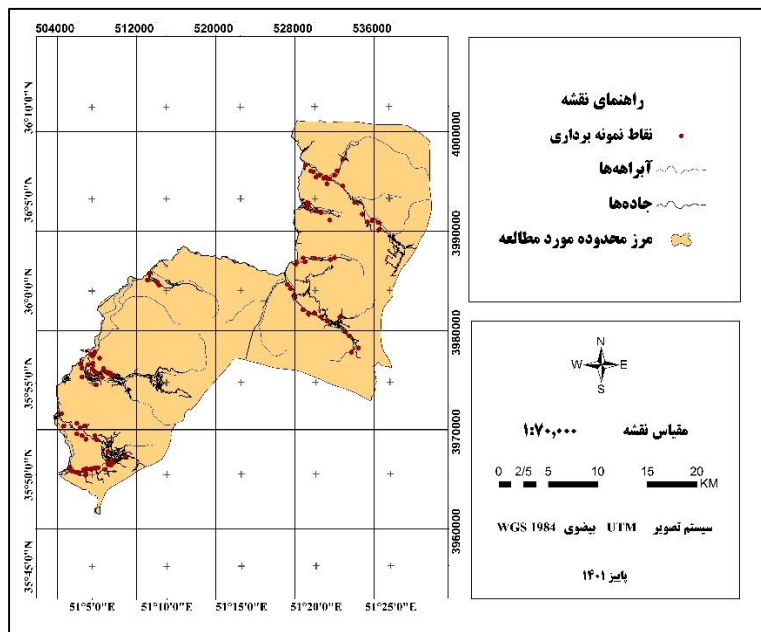 504000 512000 520000 528000 536000
36°10'0"N
36°5'0"N
36°0'0"N
35°55'0"N
35°50'0"N
35°45'0"N
4000000
3990000
3980000
3970000
3960000
51°5'0"E 51°10'0"E 51°15'0"E 51°20'0"E 51°25'0"E
راهنمای نقشه
نقاط نمونه برداری
آبراهه‌ها
جاده‌ها
مرز محدوده مورد مطالعه
N
W E
S
مقیاس نقشه ۱:۷۰,۰۰۰
0 2/5 5 10 15 20
KM
سیستم تصویر UTM بیضوی WGS 1984
پاییز ۱۴۰۱